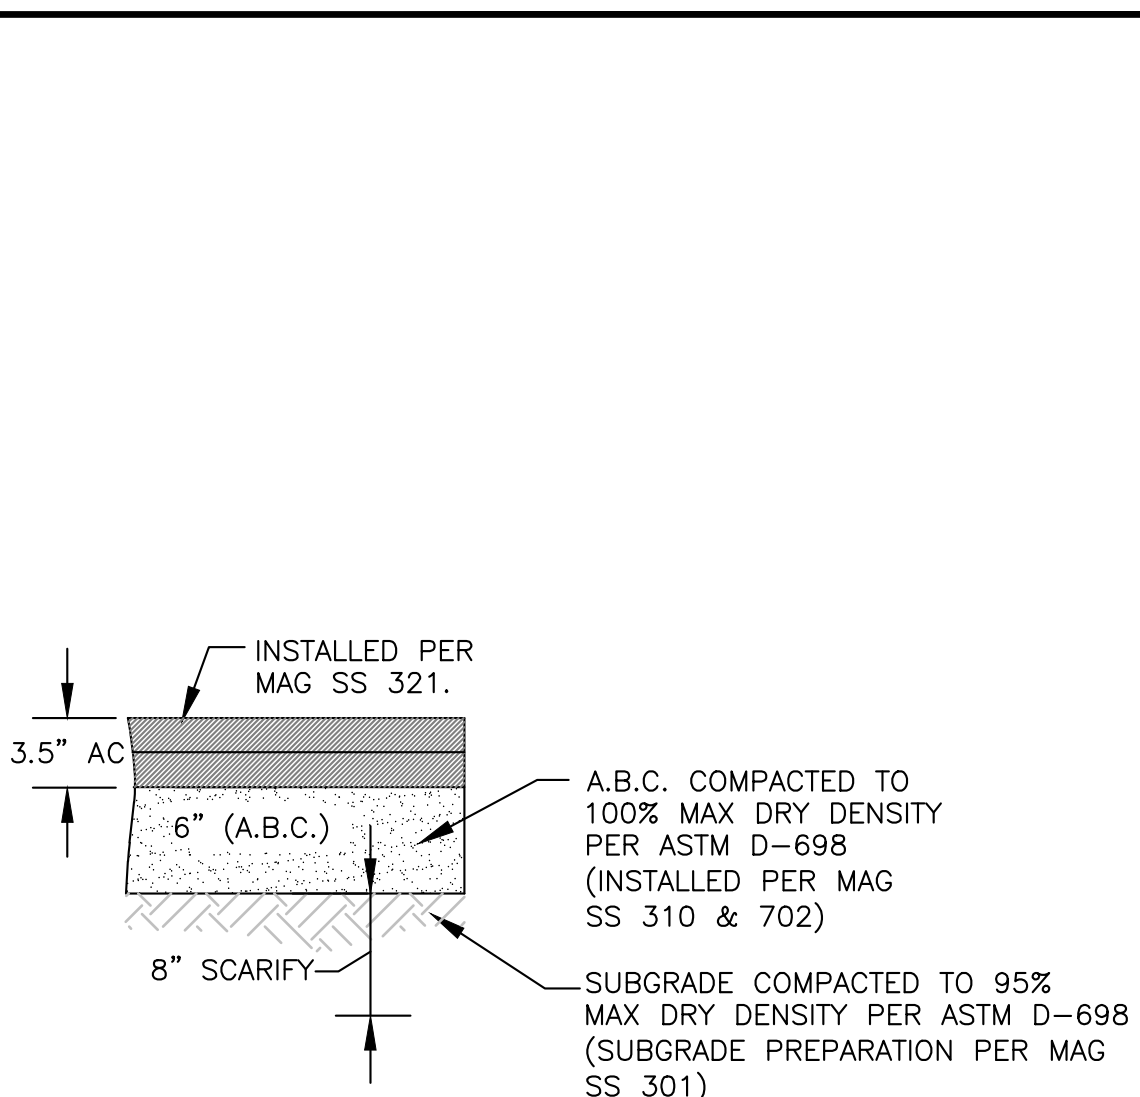 INSTALLED PER
MAG SS 321.
3.5” AC
6” (A.B.C.)
A.B.C. COMPACTED TO
100% MAX DRY DENSITY
PER ASTM D-698
(INSTALLED PER MAG
SS 310 & 702)
8” SCARIFY
SUBGRADE COMPACTED TO 95%
MAX DRY DENSITY PER ASTM D-698
(SUBGRADE PREPARATION PER MAG
SS 301)